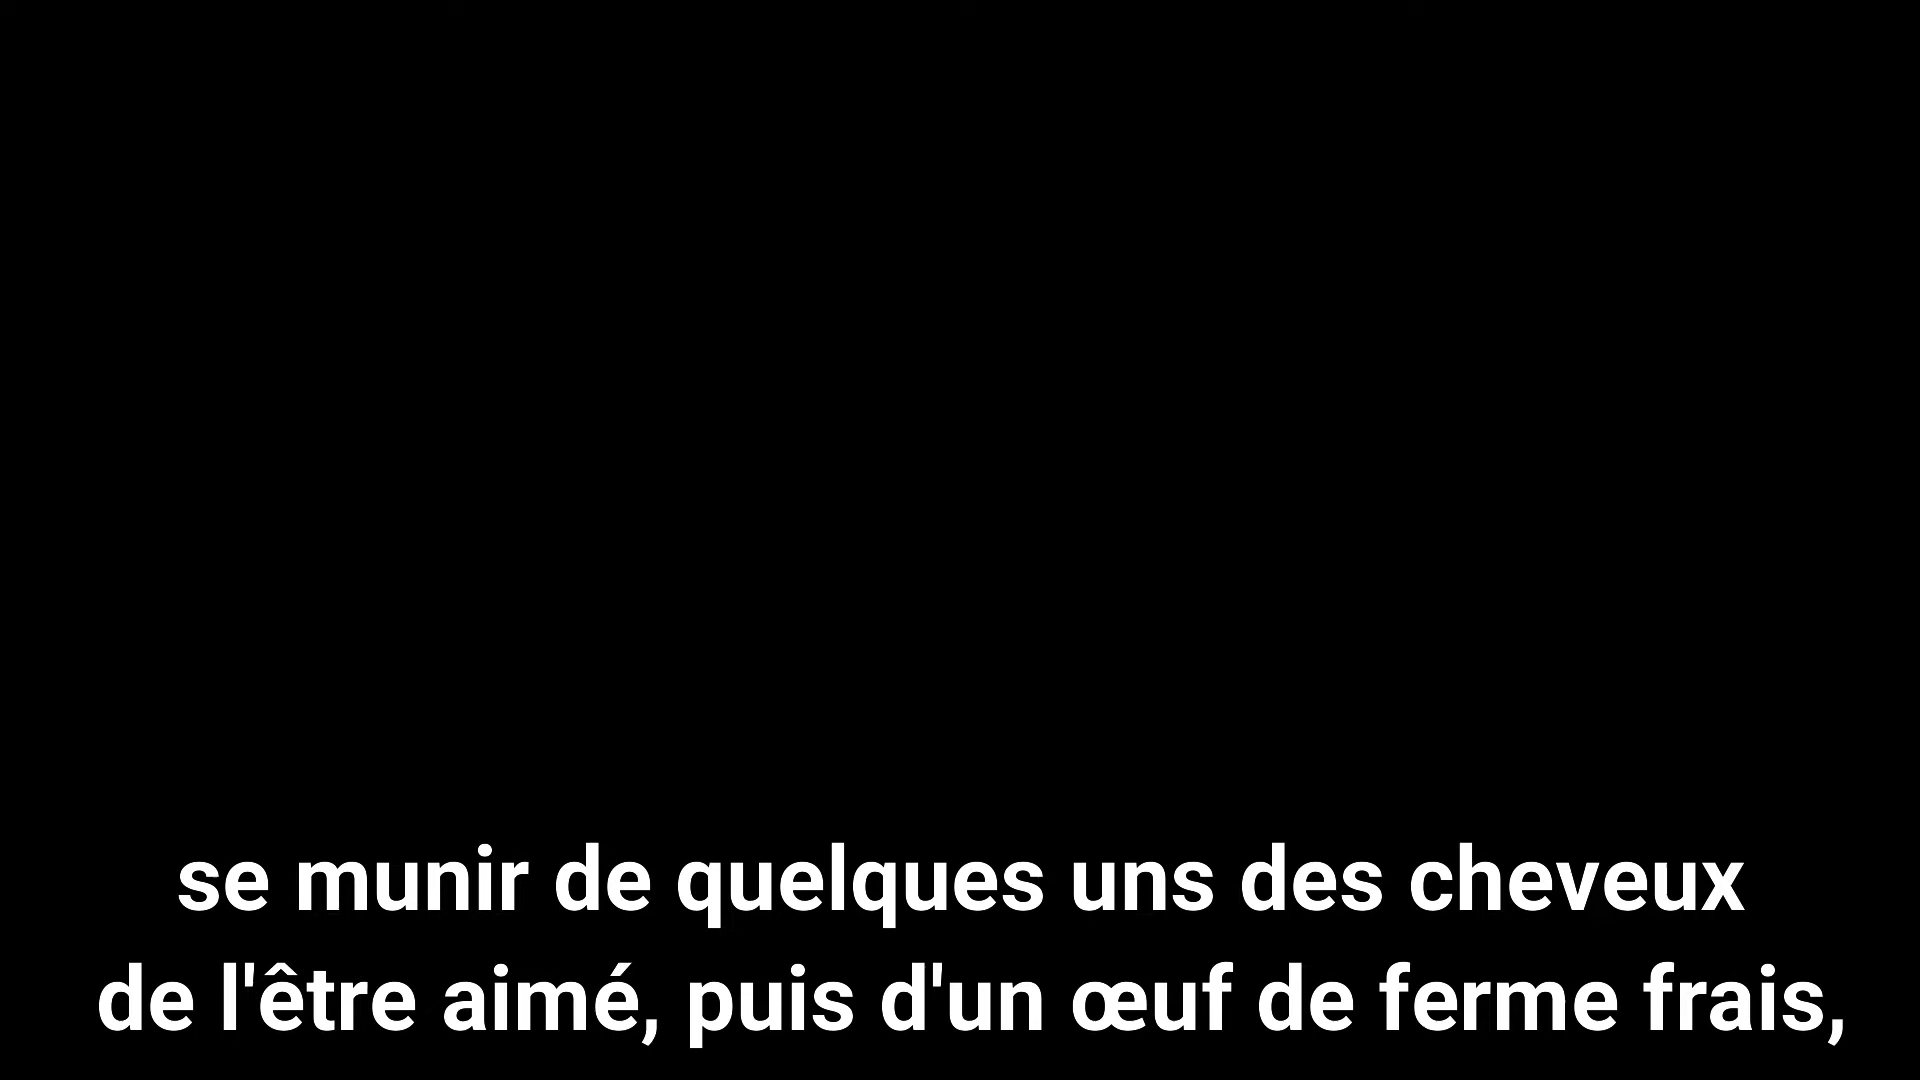 se munir de quelques uns des cheveux
de l'être aimé, puis d'un œuf de ferme frais,